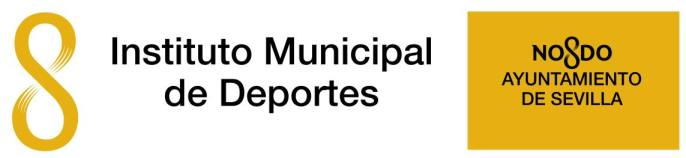 Instituto Municipal
de Deportes
NO8DO
AYUNTAMIENTO
DE SEVILLA